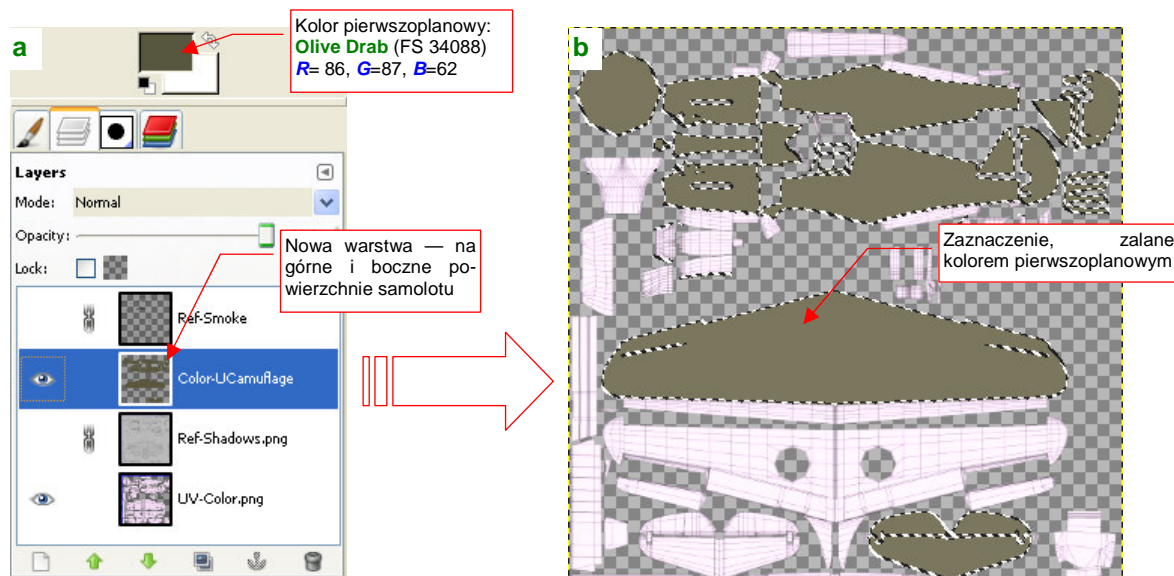 a
Kolor pierwszoplanowy:
Olive Drab (FS 34088)
R= 86, G=87, B=62
Layers
Mode: Normal
Opacity:
Lock:
Nowa warstwa — na
górne i boczne po-
wierzchnie samolotu
Ref-Smoke
Color-UCamuflage
Ref-Shadows.png
UV-Color.png
b
Zaznaczenie, zalane
kolorem pierwszoplanowym